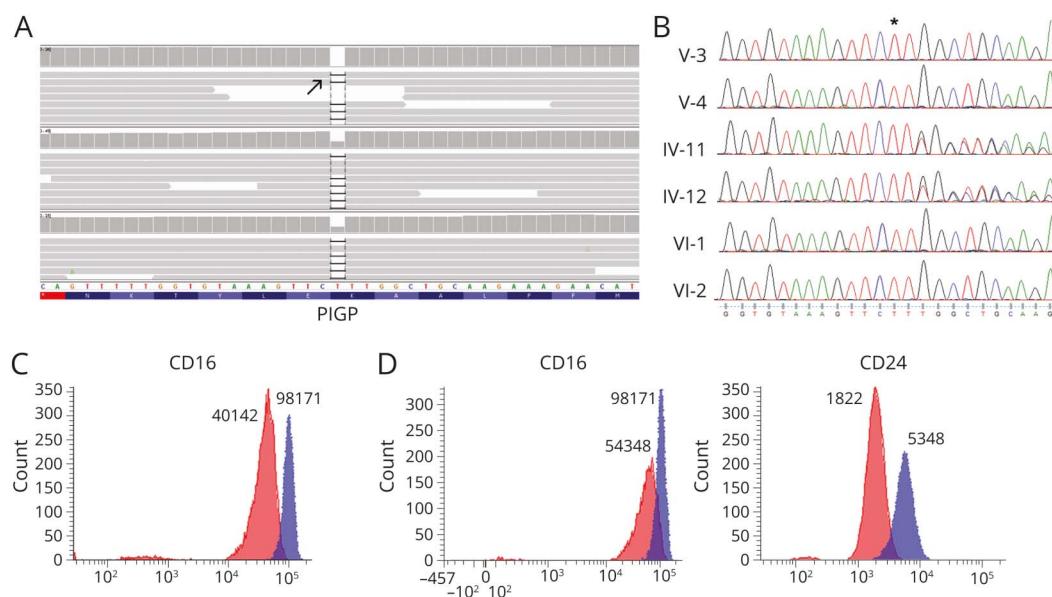 A
CAGTTTTTGGTGTAAAGTTCTTTGGCTGCAAGAAAGAACAT
* N K T Y L E K A A L F F M
PIGP
B
*
V-3
V-4
IV-11
IV-12
VI-1
VI-2
G G T G T A A A G T T C T T T G G C T G C A A G
C
CD16
Count
350
300
250
200
150
100
50
0
40142
98171
10²
10³
10⁴
10⁵
D
CD16
Count
300
250
200
150
100
50
0
98171
54348
−457
−10²
0
10²
10³
10⁴
10⁵
CD24
Count
350
300
250
200
150
100
50
0
1822
5348
10²
10³
10⁴
10⁵